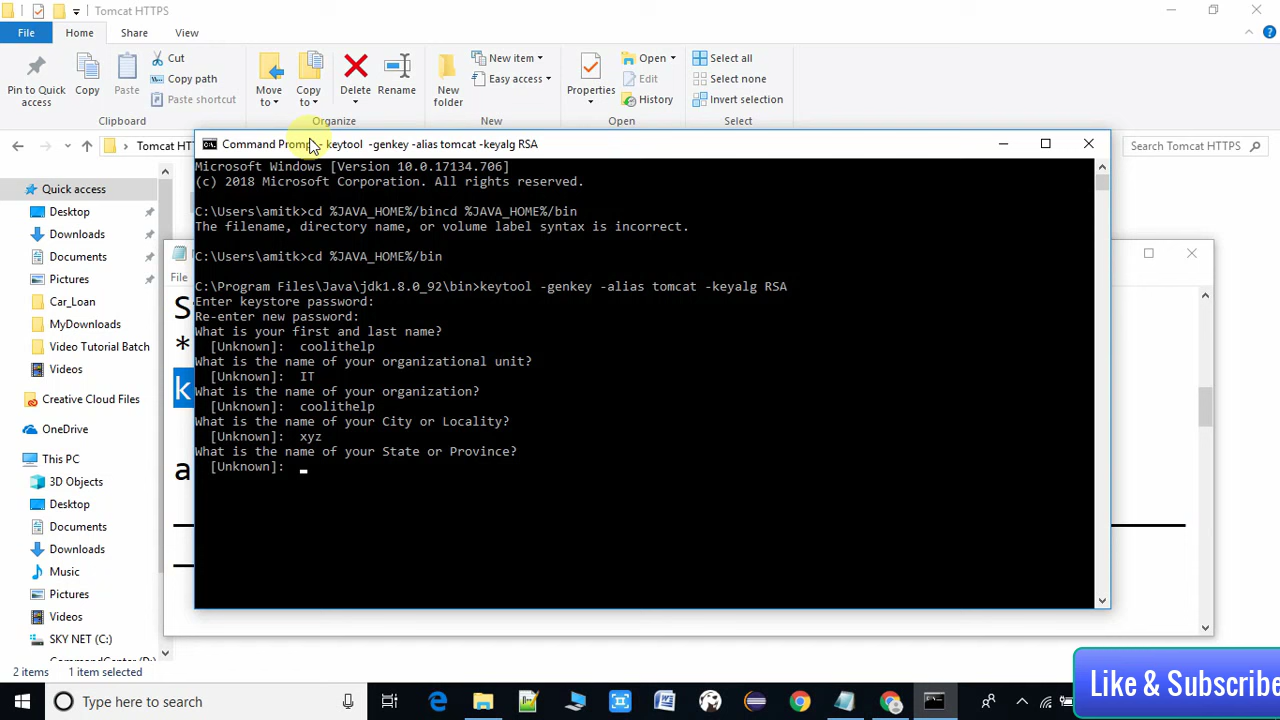 Tomcat HTTPS
File
Home
Share
View
Pin to Quick access
Copy
Paste
Cut
Copy path
Paste shortcut
Clipboard
Move to
Copy to
Delete
Rename
Organize
New folder
New item
Easy access
New
Properties
Open
Edit
History
Open
Select all
Select none
Invert selection
Select
Tomcat HT
Search Tomcat HTTPS
Quick access
Desktop
Downloads
Documents
Pictures
Car_Loan
MyDownloads
Video Tutorial Batch
Videos
Creative Cloud Files
OneDrive
This PC
3D Objects
Desktop
Documents
Downloads
Music
Pictures
Videos
SKY NET (C:)
2 items
1 item selected
File
S
*
k
a
Command Promp - keytool -genkey -alias tomcat -keyalg RSA
Microsoft Windows [Version 10.0.17134.706]
(c) 2018 Microsoft Corporation. All rights reserved.
C:\Users\amitk>cd %JAVA_HOME%/bincd %JAVA_HOME%/bin
The filename, directory name, or volume label syntax is incorrect.
C:\Users\amitk>cd %JAVA_HOME%/bin
C:\Program Files\Java\jdk1.8.0_92\bin>keytool -genkey -alias tomcat -keyalg RSA
Enter keystore password:
Re-enter new password:
What is your first and last name?
[Unknown]: coolithelp
What is the name of your organizational unit?
[Unknown]: IT
What is the name of your organization?
[Unknown]: coolithelp
What is the name of your City or Locality?
[Unknown]: xyz
What is the name of your State or Province?
[Unknown]:
Like & Subscribe
Type here to search